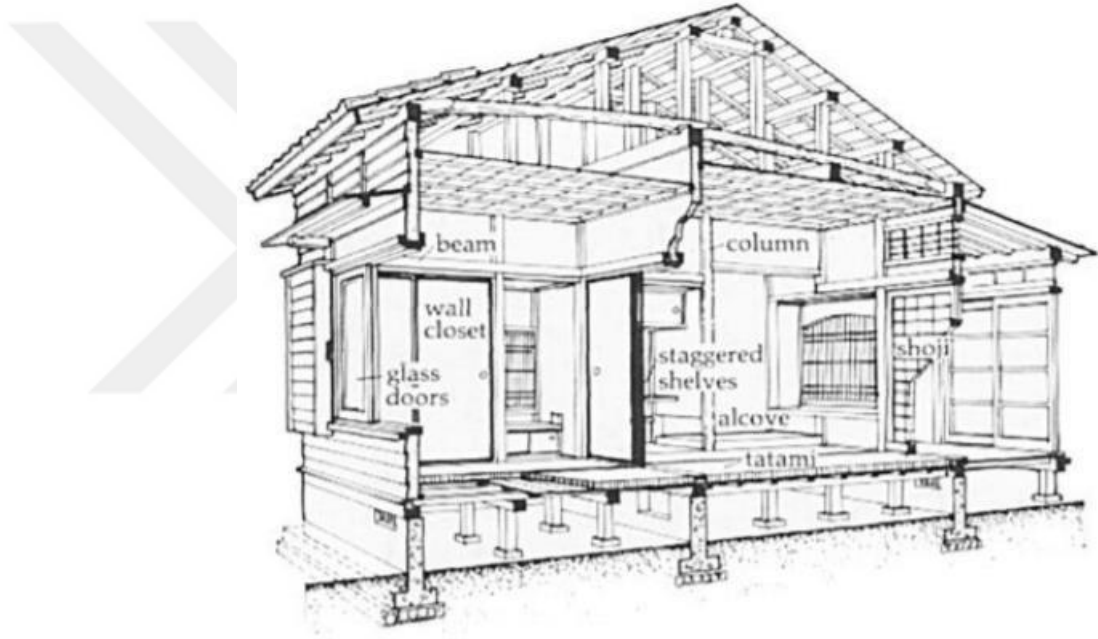 beam
column
wall
closet
glass
doors
staggered
shelves
shoji
alcove
tatami